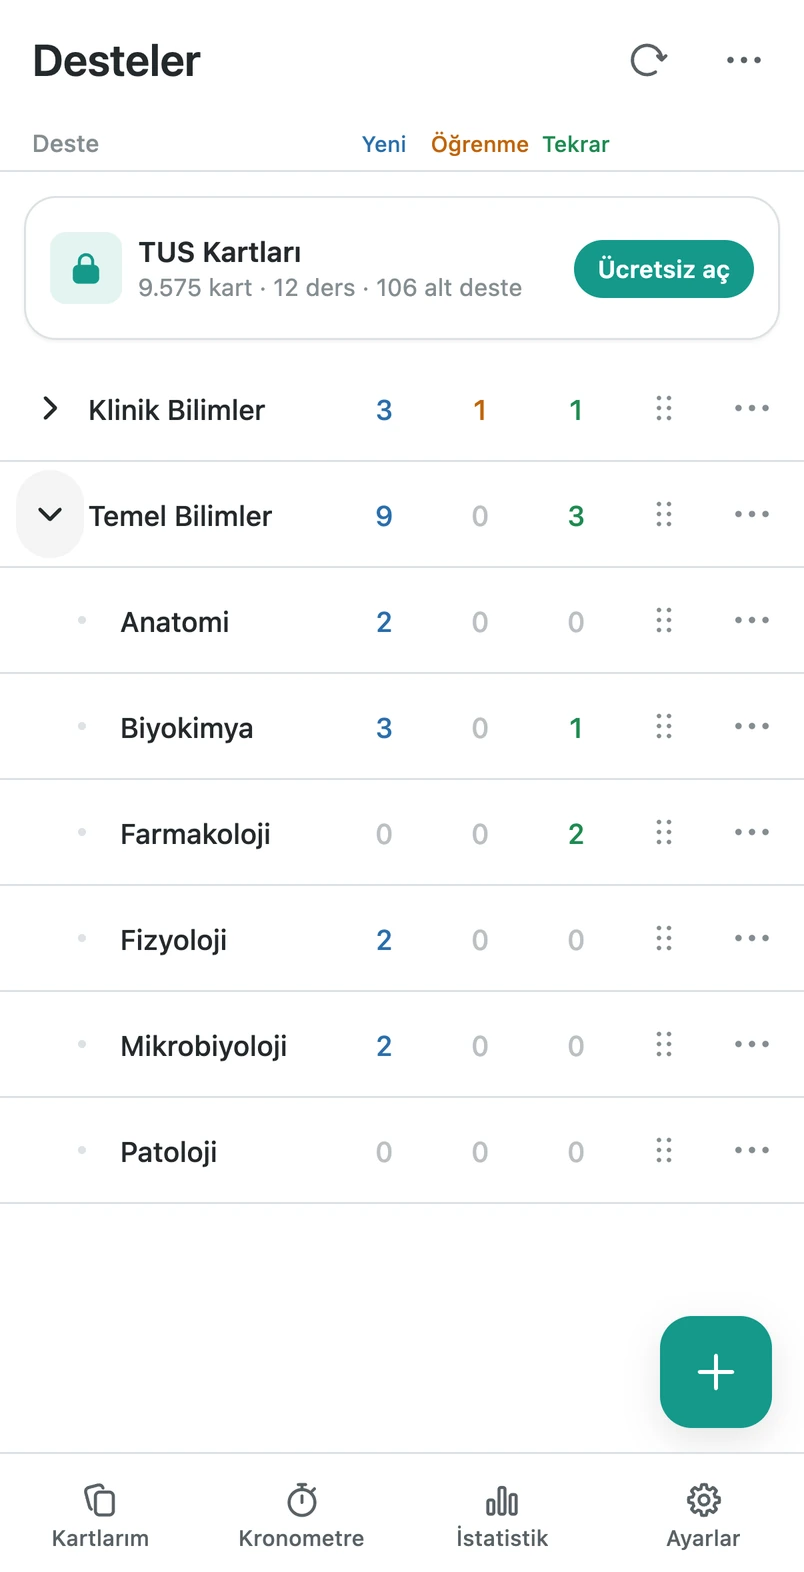 Desteler
Deste Yeni Öğrenme Tekrar
TUS Kartları
9.575 kart · 12 ders · 106 alt deste
Ücretsiz aç
Klinik Bilimler 3 1 1
Temel Bilimler 9 0 3
Anatomi 2 0 0
Biyokimya 3 0 1
Farmakoloji 0 0 2
Fizyoloji 2 0 0
Mikrobiyoloji 2 0 0
Patoloji 0 0 0
Kartlarım Kronometre İstatistik Ayarlar